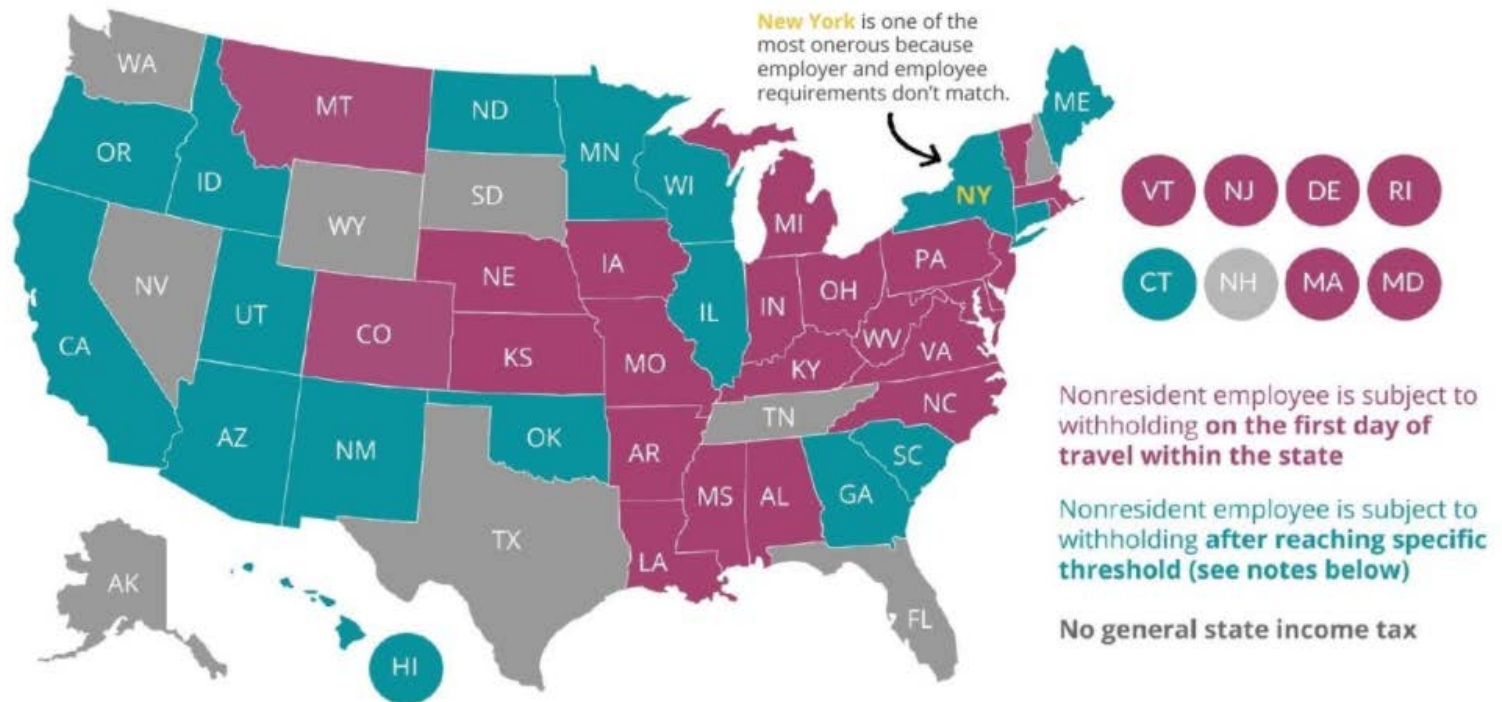 New York is one of the
most onerous because
employer and employee
requirements don't match.
WA
MT
ND
MN
ME
OR
ID
SD
WI
NY
WY
MI
VT
NJ
DE
RI
NV
NE
IA
PA
CT
NH
MA
MD
UT
CO
IL
IN
OH
CA
KS
MO
WV
VA
KY
Nonresident employee is subject to
withholding on the first day of
travel within the state
AZ
NM
OK
AR
TN
NC
SC
MS
AL
GA
Nonresident employee is subject to
withholding after reaching specific
threshold (see notes below)
TX
LA
AK
FL
No general state income tax
HI